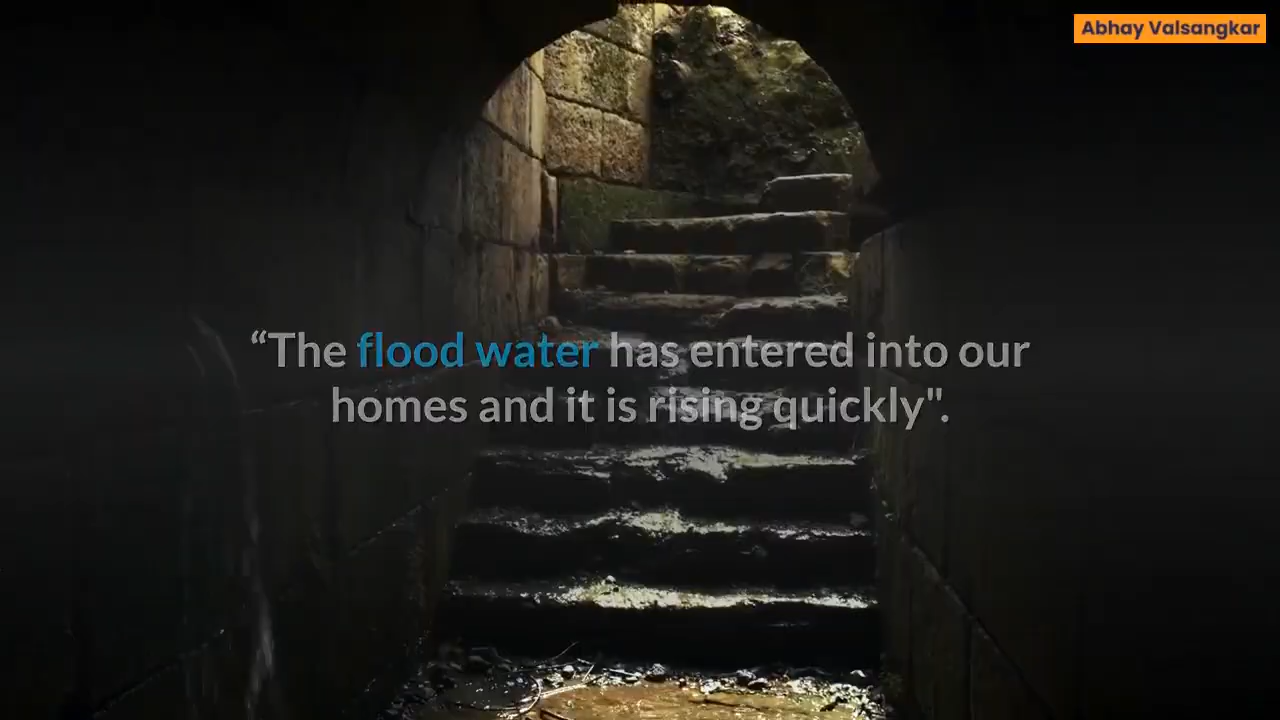 Abhay Valsangkar
“The flood water has entered into our
homes and it is rising quickly".